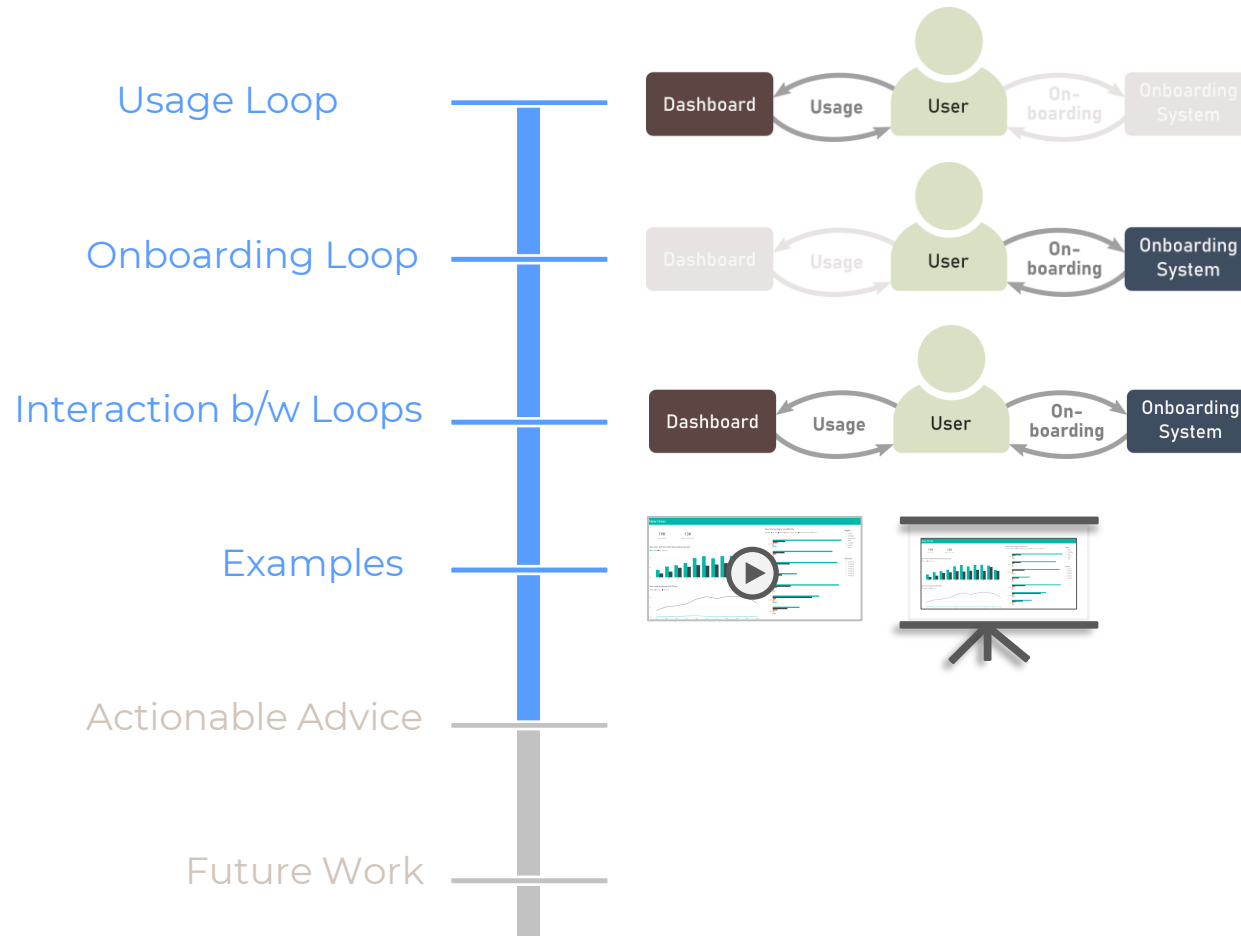 Usage Loop
Dashboard
Usage
User
On-
boarding
Onboarding
System
Onboarding Loop
Dashboard
Usage
User
On-
boarding
Onboarding
System
Interaction b/w Loops
Dashboard
Usage
User
On-
boarding
Onboarding
System
Examples
Actionable Advice
Future Work